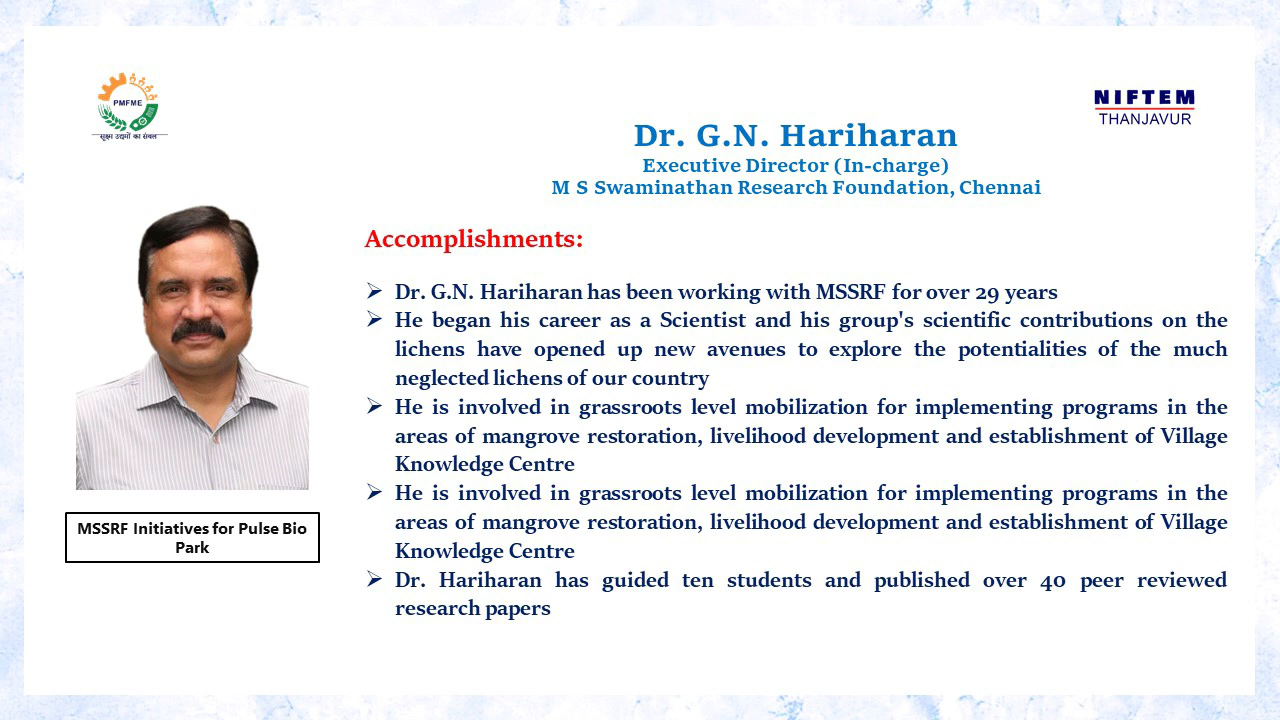 PMFME
सूक्ष्म उद्यमों का संबल
NIFTEM
THANJAVUR
Dr. G.N. Hariharan
Executive Director (In-charge)
M S Swaminathan Research Foundation, Chennai
Accomplishments:
➢ Dr. G.N. Hariharan has been working with MSSRF for over 29 years
➢ He began his career as a Scientist and his group's scientific contributions on the
lichens have opened up new avenues to explore the potentialities of the much
neglected lichens of our country
➢ He is involved in grassroots level mobilization for implementing programs in the
areas of mangrove restoration, livelihood development and establishment of Village
Knowledge Centre
➢ He is involved in grassroots level mobilization for implementing programs in the
areas of mangrove restoration, livelihood development and establishment of Village
Knowledge Centre
➢ Dr. Hariharan has guided ten students and published over 40 peer reviewed
research papers
MSSRF Initiatives for Pulse Bio
Park